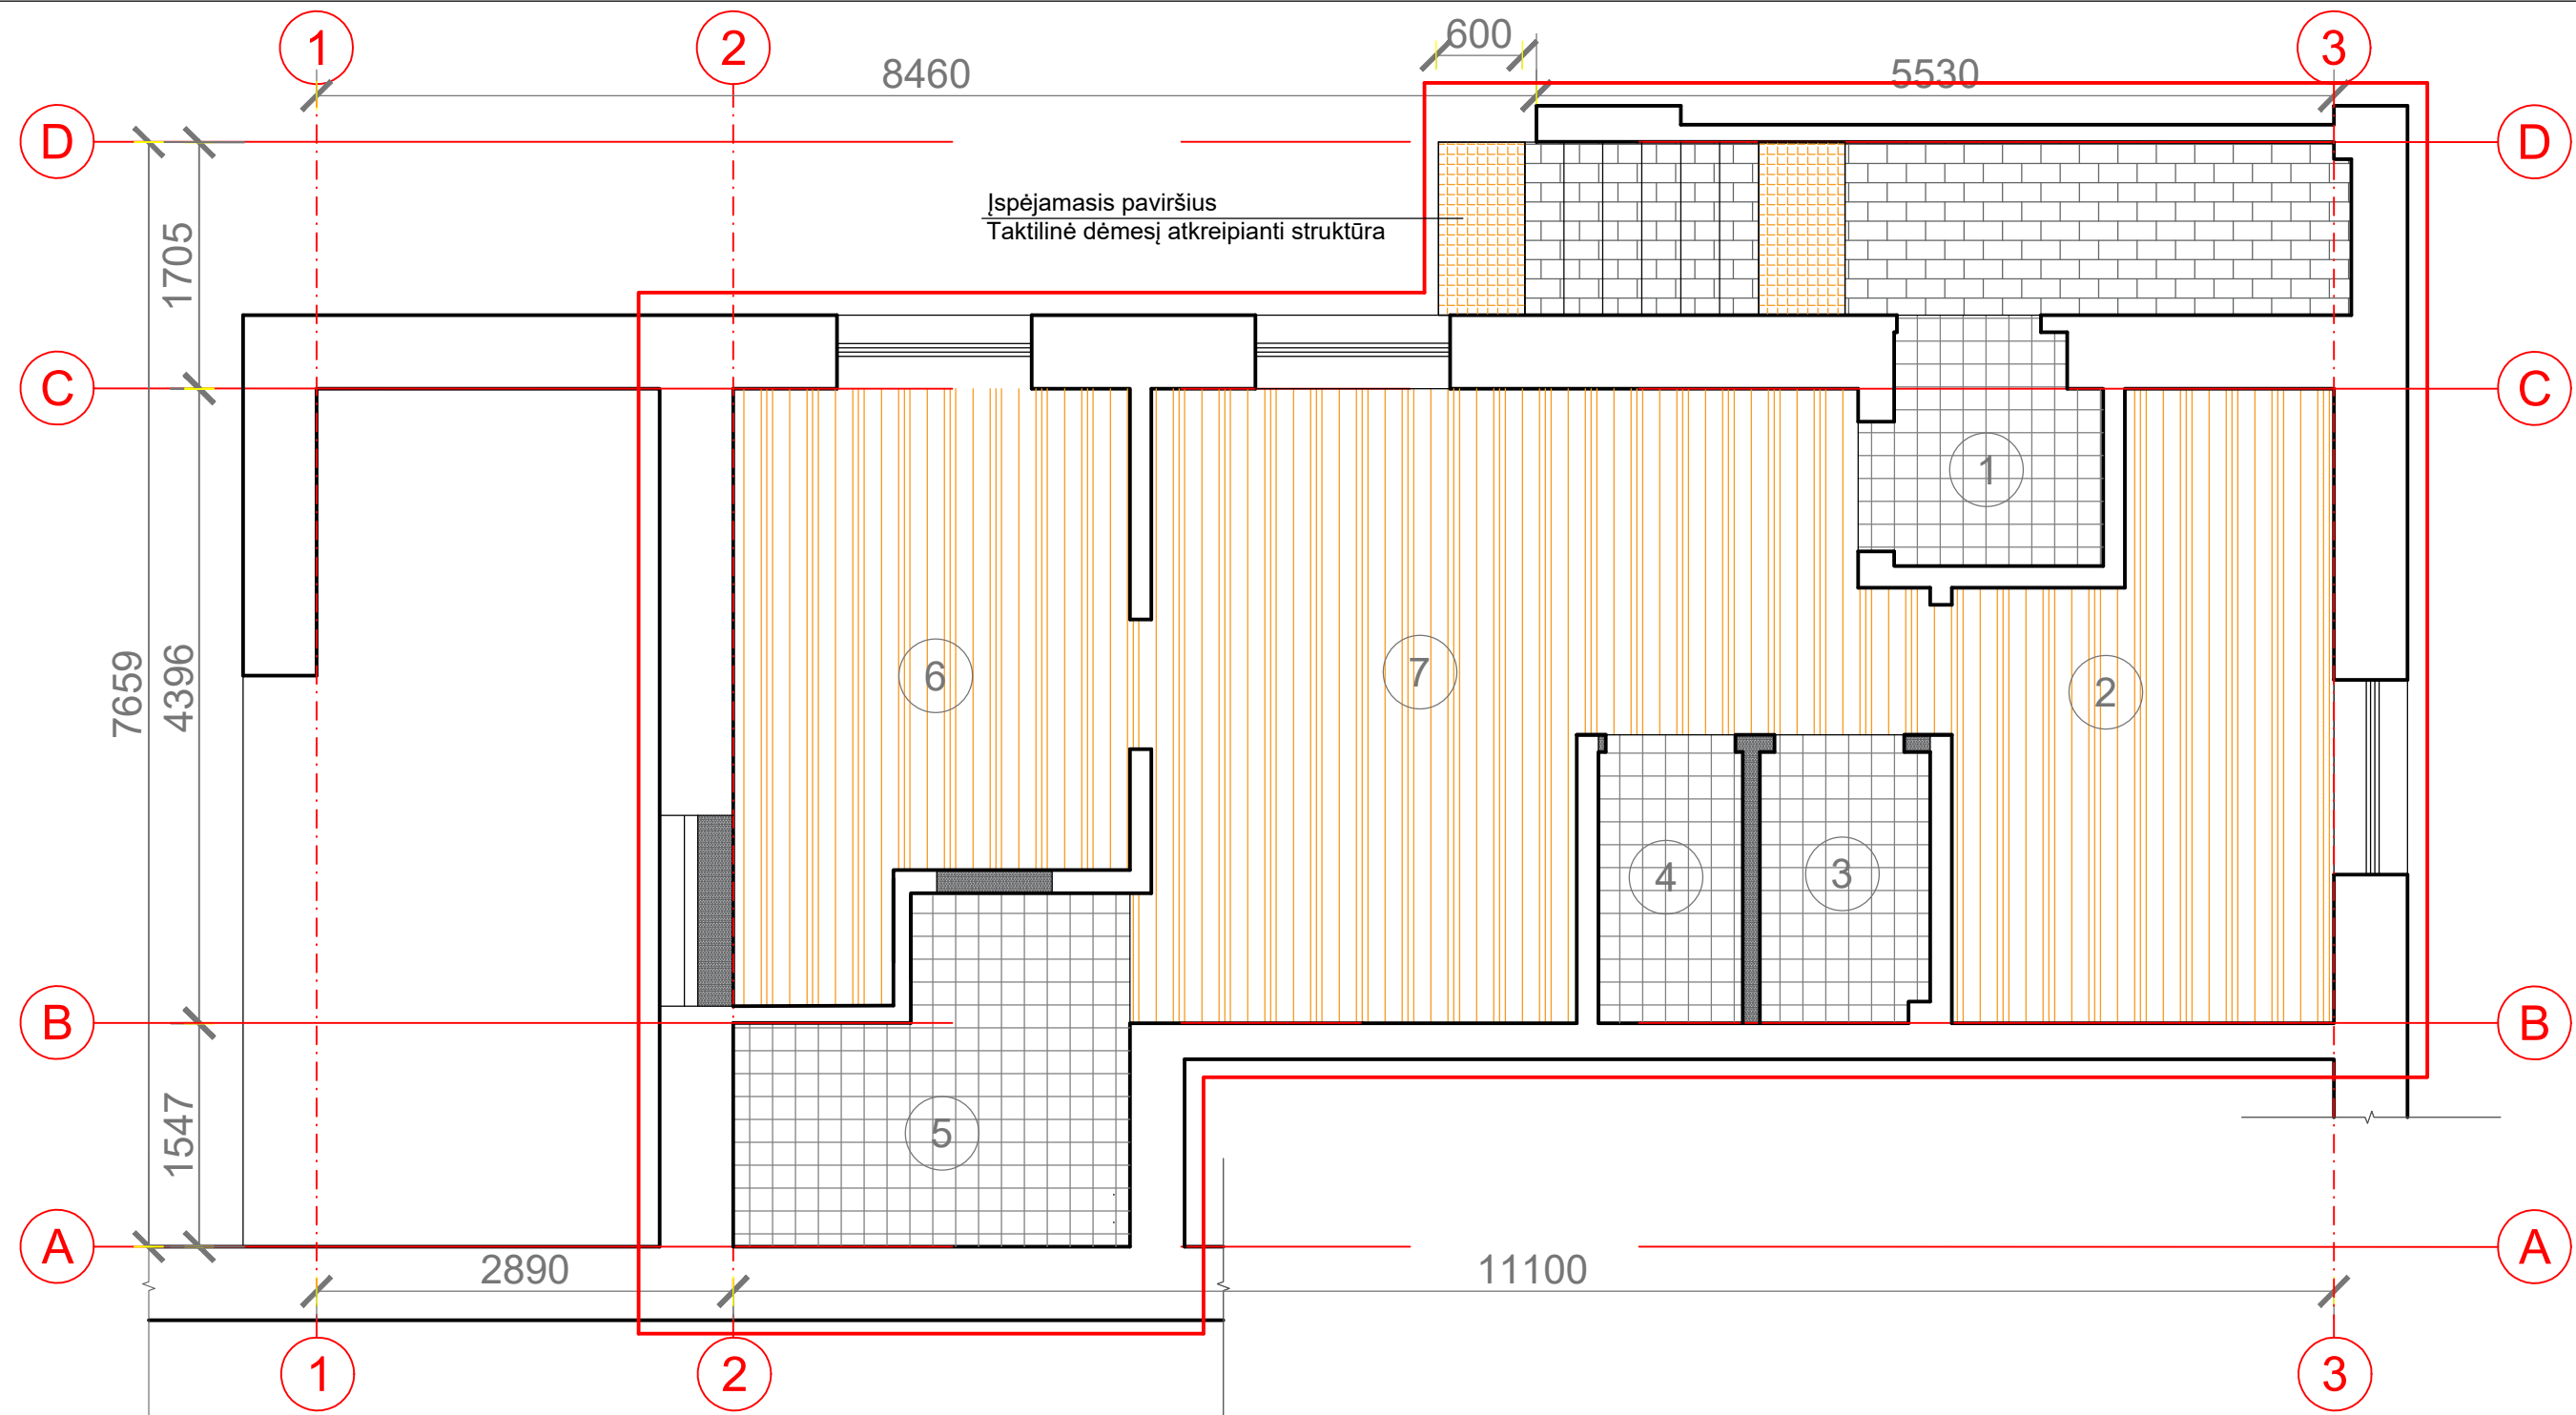 1
2
3
600
8460
5530
D
D
Įspėjamasis paviršius
Taktilinė dėmesį atkreipianti struktūra
1705
C
C
1
7659
4396
6
7
2
4
3
B
B
1547
5
A
A
2890
11100
1
2
3